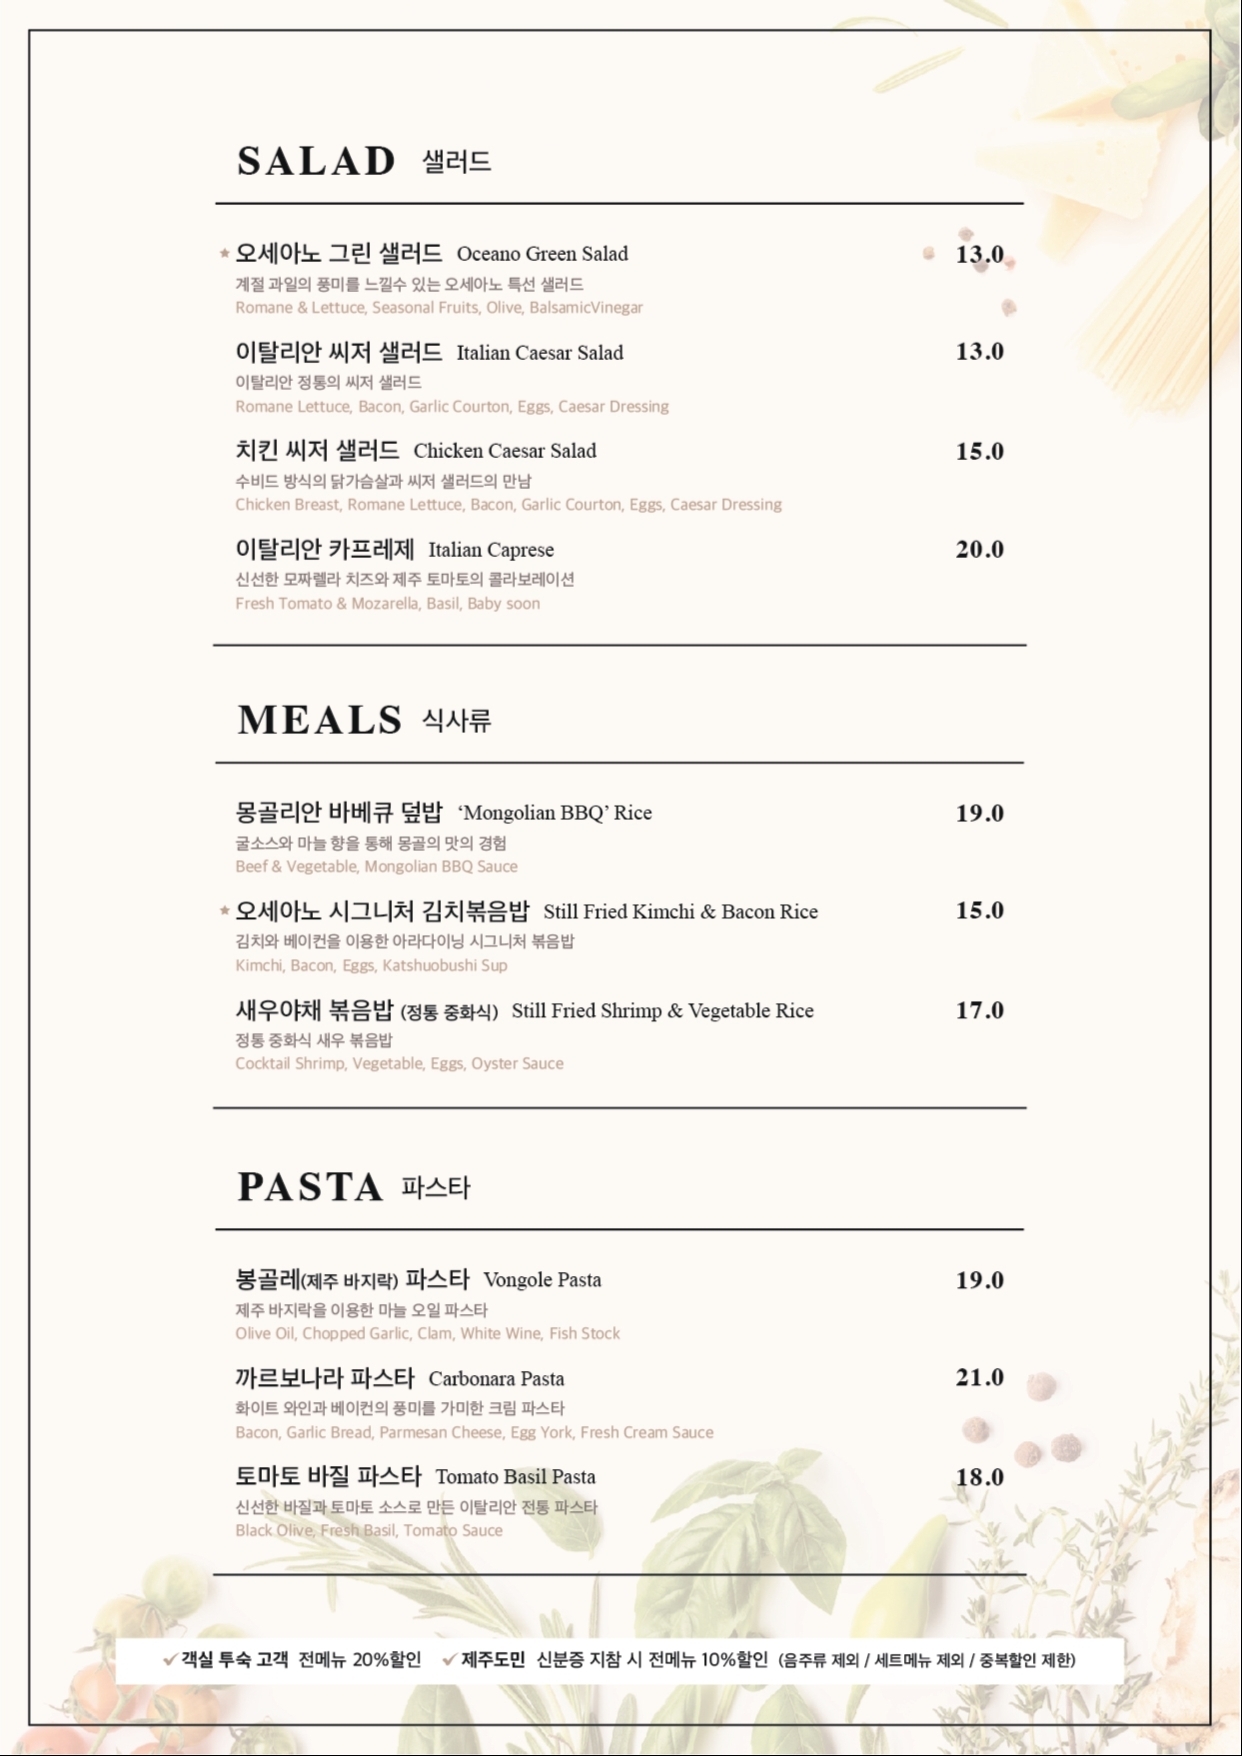 SALAD 샐러드
★ 오세아노 그린 샐러드 Oceano Green Salad 13.0
계절 과일의 풍미를 느낄수 있는 오세아노 특선 샐러드
Romane & Lettuce, Seasonal Fruits, Olive, BalsamicVinegar
이탈리안 씨저 샐러드 Italian Caesar Salad 13.0
이탈리안 정통의 씨저 샐러드
Romane Lettuce, Bacon, Garlic Courton, Eggs, Caesar Dressing
치킨 씨저 샐러드 Chicken Caesar Salad 15.0
수비드 방식의 닭가슴살과 씨저 샐러드의 만남
Chicken Breast, Romane Lettuce, Bacon, Garlic Courton, Eggs, Caesar Dressing
이탈리안 카프레제 Italian Caprese 20.0
신선한 모짜렐라 치즈와 제주 토마토의 콜라보레이션
Fresh Tomato & Mozarella, Basil, Baby soon
MEALS 식사류
몽골리안 바베큐 덮밥 ‘Mongolian BBQ’ Rice 19.0
굴소스와 마늘 향을 통해 몽골의 맛의 경험
Beef & Vegetable, Mongolian BBQ Sauce
★ 오세아노 시그니처 김치볶음밥 Still Fried Kimchi & Bacon Rice 15.0
김치와 베이컨을 이용한 아라다이닝 시그니처 볶음밥
Kimchi, Bacon, Eggs, Katshuobushi Sup
새우야채 볶음밥 (정통 중화식) Still Fried Shrimp & Vegetable Rice 17.0
정통 중화식 새우 볶음밥
Cocktail Shrimp, Vegetable, Eggs, Oyster Sauce
PASTA 파스타
봉골레(제주 바지락) 파스타 Vongole Pasta 19.0
제주 바지락을 이용한 마늘 오일 파스타
Olive Oil, Chopped Garlic, Clam, White Wine, Fish Stock
까르보나라 파스타 Carbonara Pasta 21.0
화이트 와인과 베이컨의 풍미를 가미한 크림 파스타
Bacon, Garlic Bread, Parmesan Cheese, Egg York, Fresh Cream Sauce
토마토 바질 파스타 Tomato Basil Pasta 18.0
신선한 바질과 토마토 소스로 만든 이탈리안 전통 파스타
Black Olive, Fresh Basil, Tomato Sauce
✓객실 투숙 고객 전메뉴 20%할인 ✓제주도민 신분증 지참 시 전메뉴 10%할인 (음주류 제외 / 세트메뉴 제외 / 중복할인 제한)